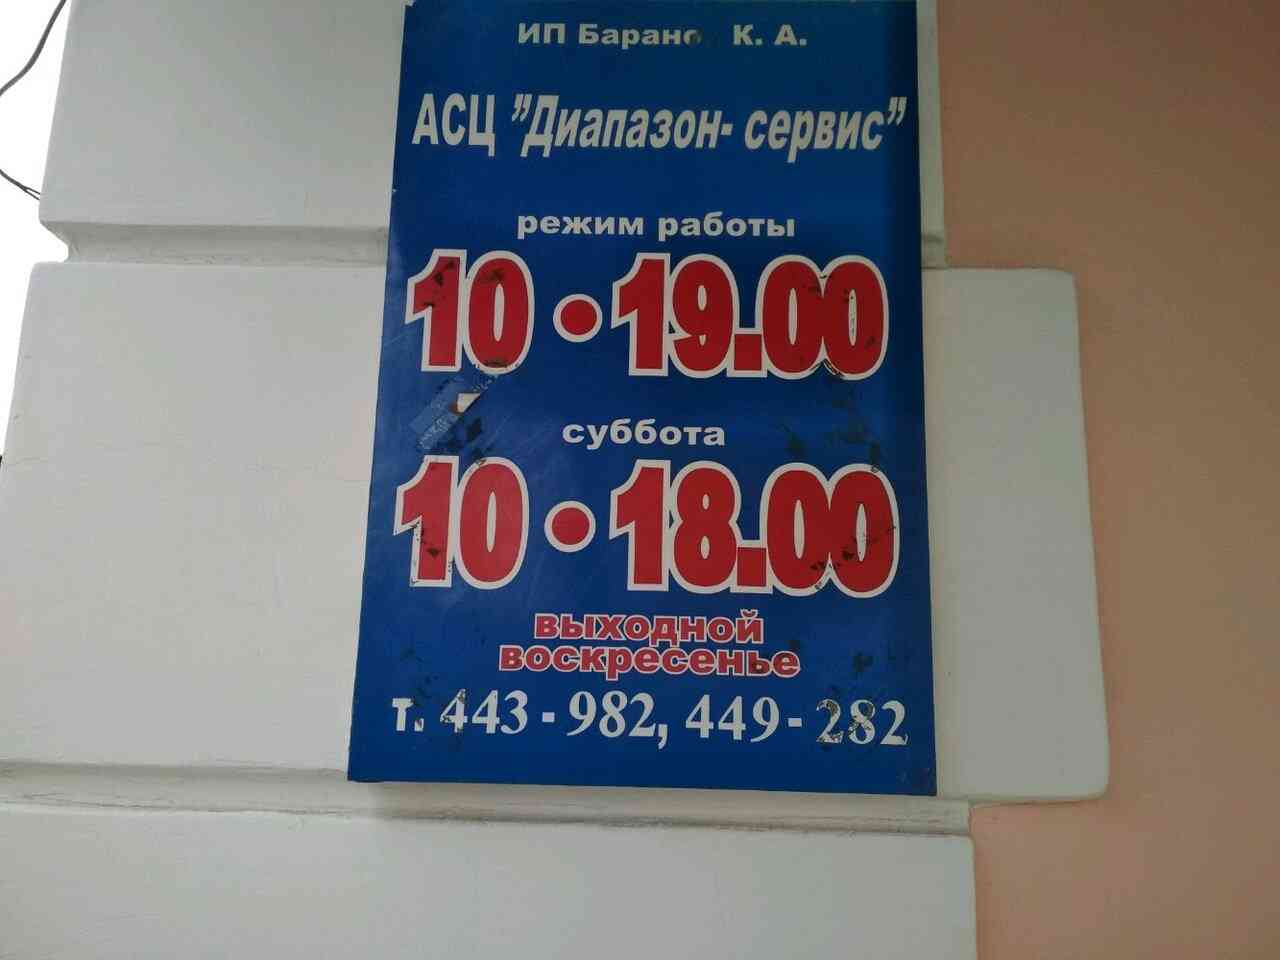 ИП Барано К. А.
АСЦ "Диапазон- сервис"
режим работы
10 • 19.00
суббота
10 • 18.00
выходной
воскресенье
т. 443 - 982, 449 - 282